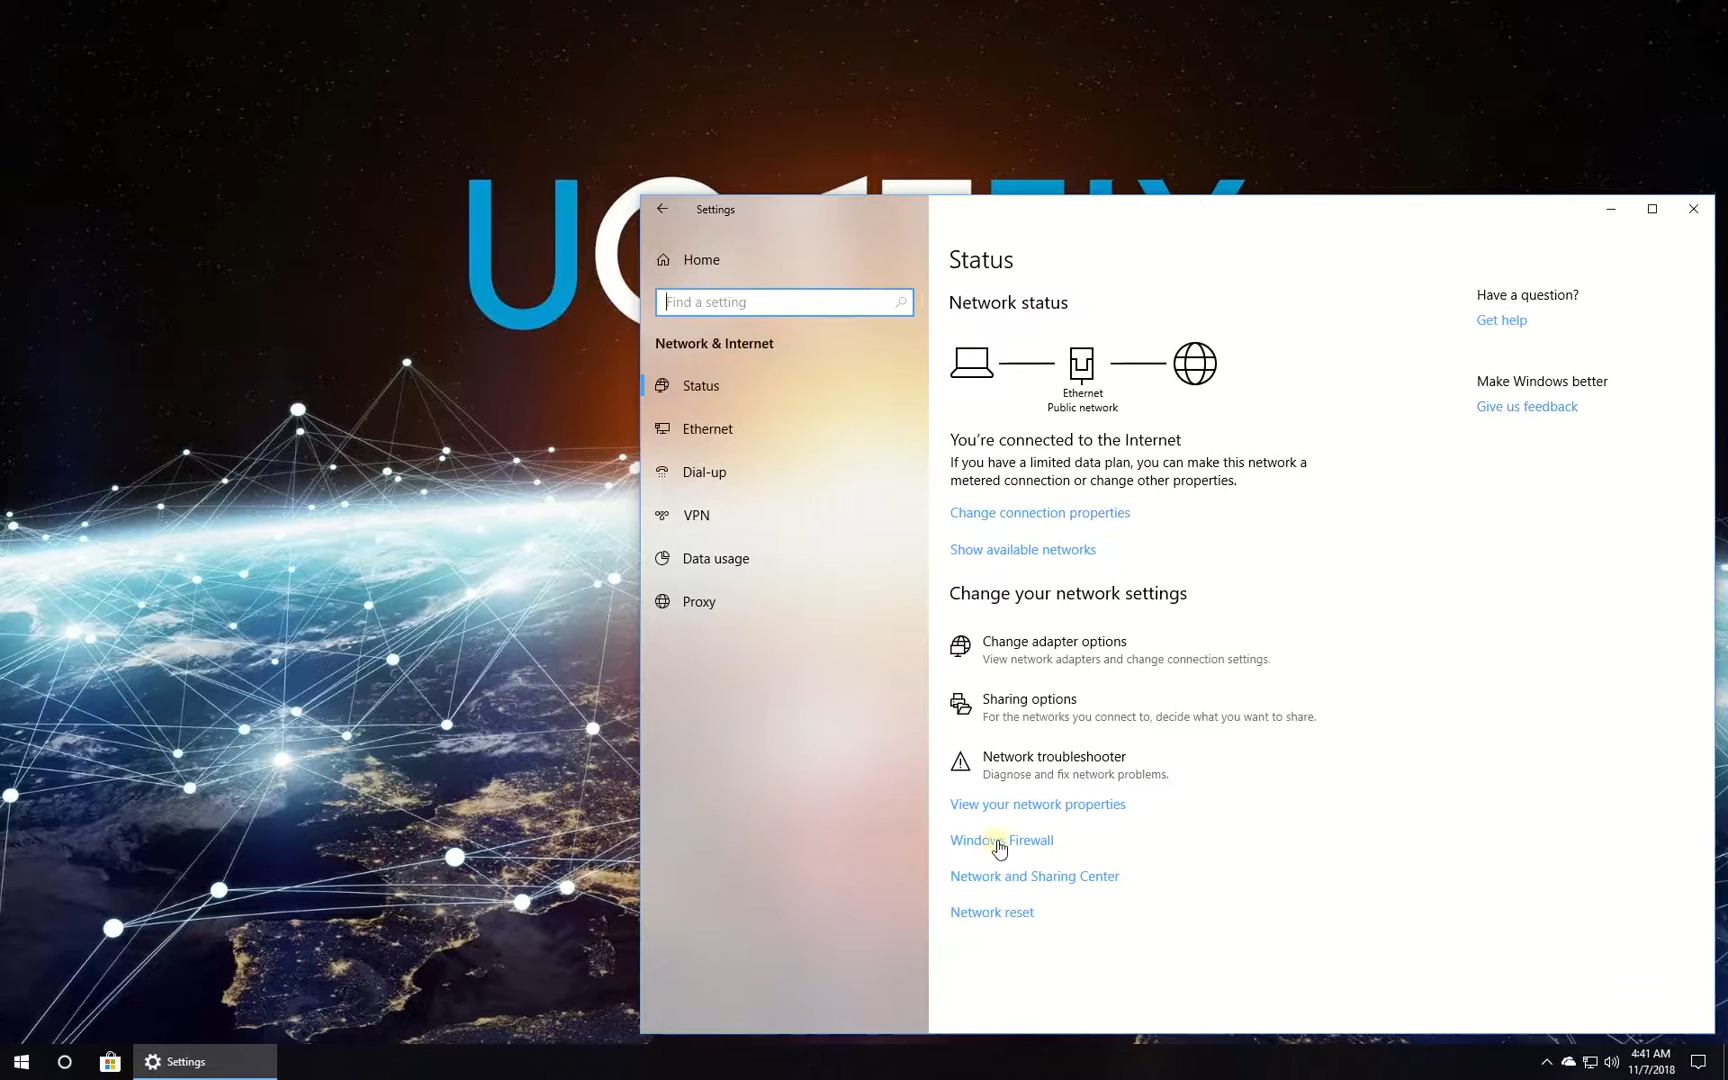 Settings
Home
Find a setting
Network & Internet
Status
Ethernet
Dial-up
VPN
Data usage
Proxy
Status
Network status
Ethernet
Public network
You're connected to the Internet
If you have a limited data plan, you can make this network a
metered connection or change other properties.
Change connection properties
Show available networks
Change your network settings
Change adapter options
View network adapters and change connection settings.
Sharing options
For the networks you connect to, decide what you want to share.
Network troubleshooter
Diagnose and fix network problems.
View your network properties
Windows Firewall
Network and Sharing Center
Network reset
Have a question?
Get help
Make Windows better
Give us feedback
Settings
4:41 AM
11/7/2018